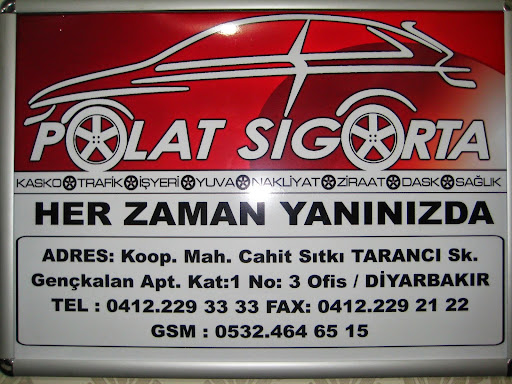 POLAT SİGORTA
KASKO TRAFİK İŞYERİ YUVA NAKLİYAT ZİRAAT DASK SAĞLIK
HER ZAMAN YANINIZDA
ADRES: Koop. Mah. Cahit Sıtkı TARANCI Sk.
Gençkalan Apt. Kat:1 No: 3 Ofis / DİYARBAKIR
TEL : 0412.229 33 33 FAX: 0412.229 21 22
GSM : 0532.464 65 15